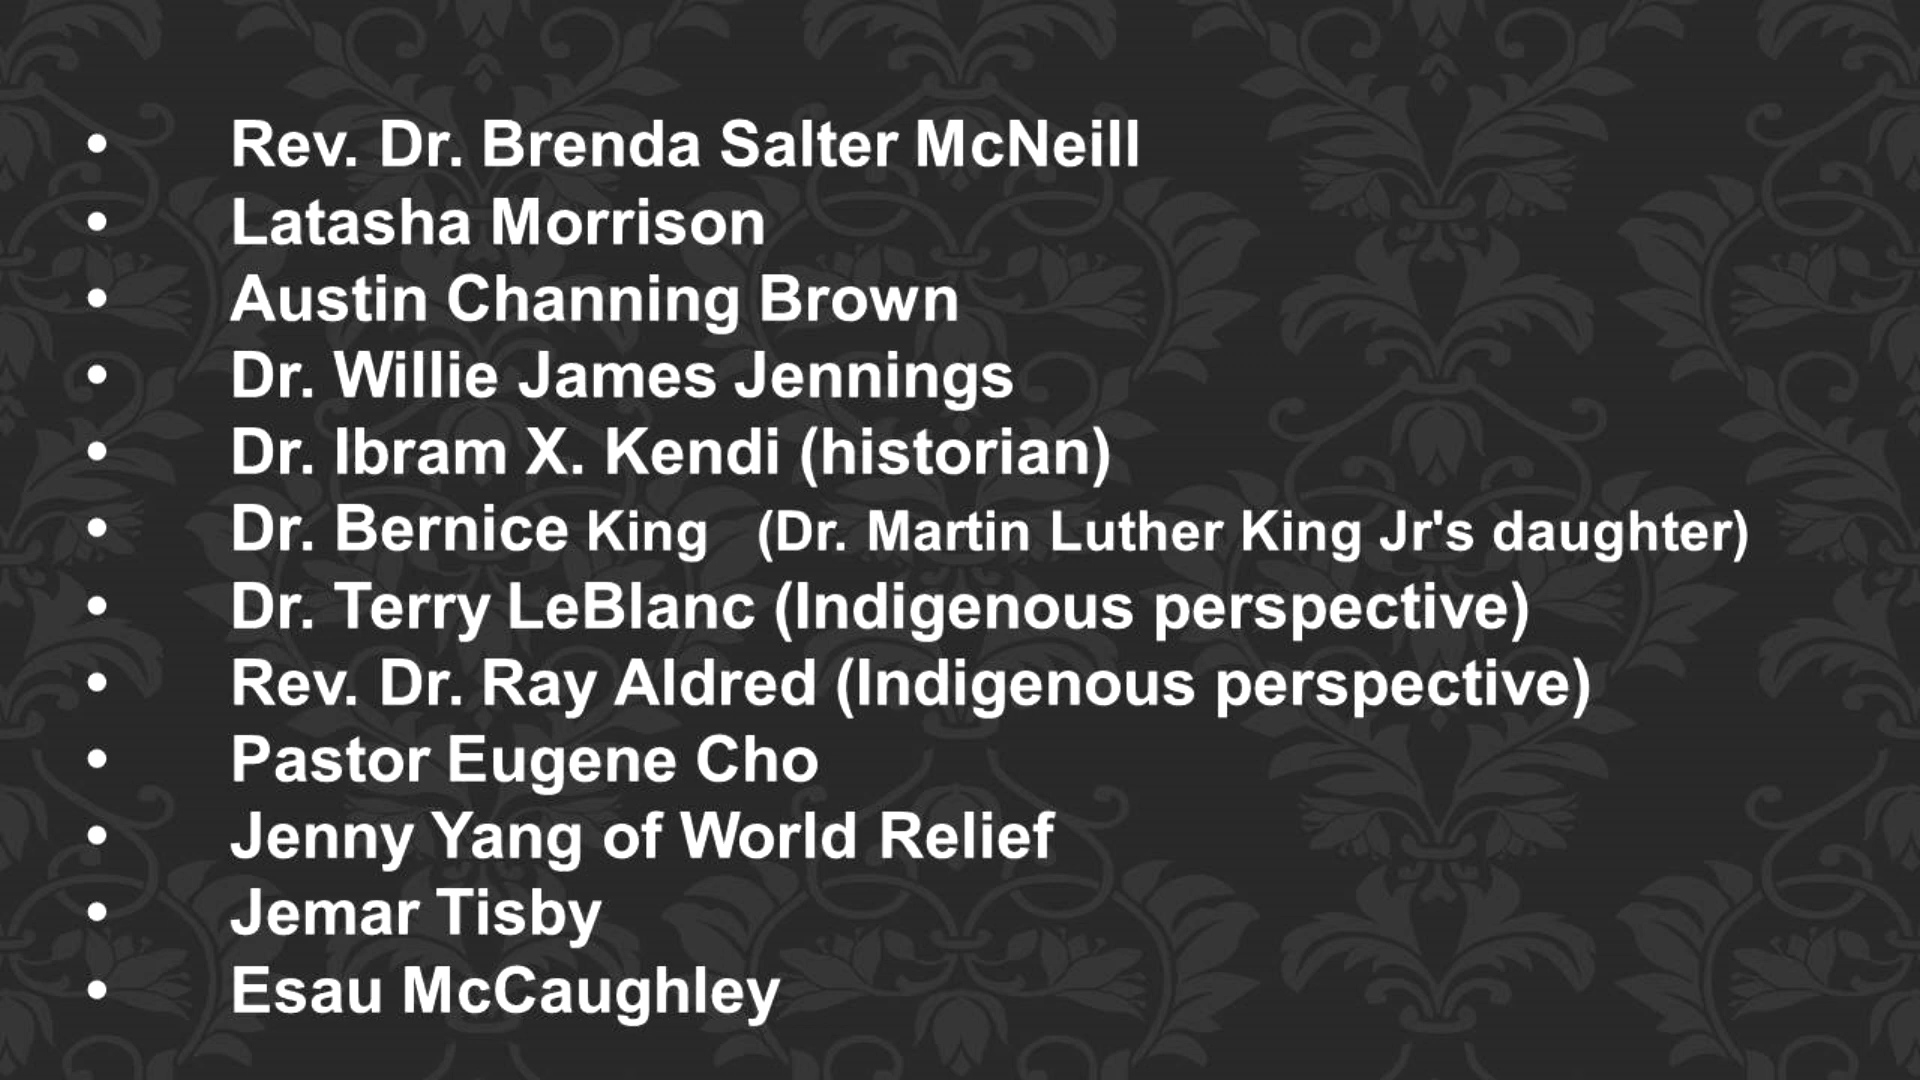 • Rev. Dr. Brenda Salter McNeill
• Latasha Morrison
• Austin Channing Brown
• Dr. Willie James Jennings
• Dr. Ibram X. Kendi (historian)
• Dr. Bernice King (Dr. Martin Luther King Jr's daughter)
• Dr. Terry LeBlanc (Indigenous perspective)
• Rev. Dr. Ray Aldred (Indigenous perspective)
• Pastor Eugene Cho
• Jenny Yang of World Relief
• Jemar Tisby
• Esau McCaughley